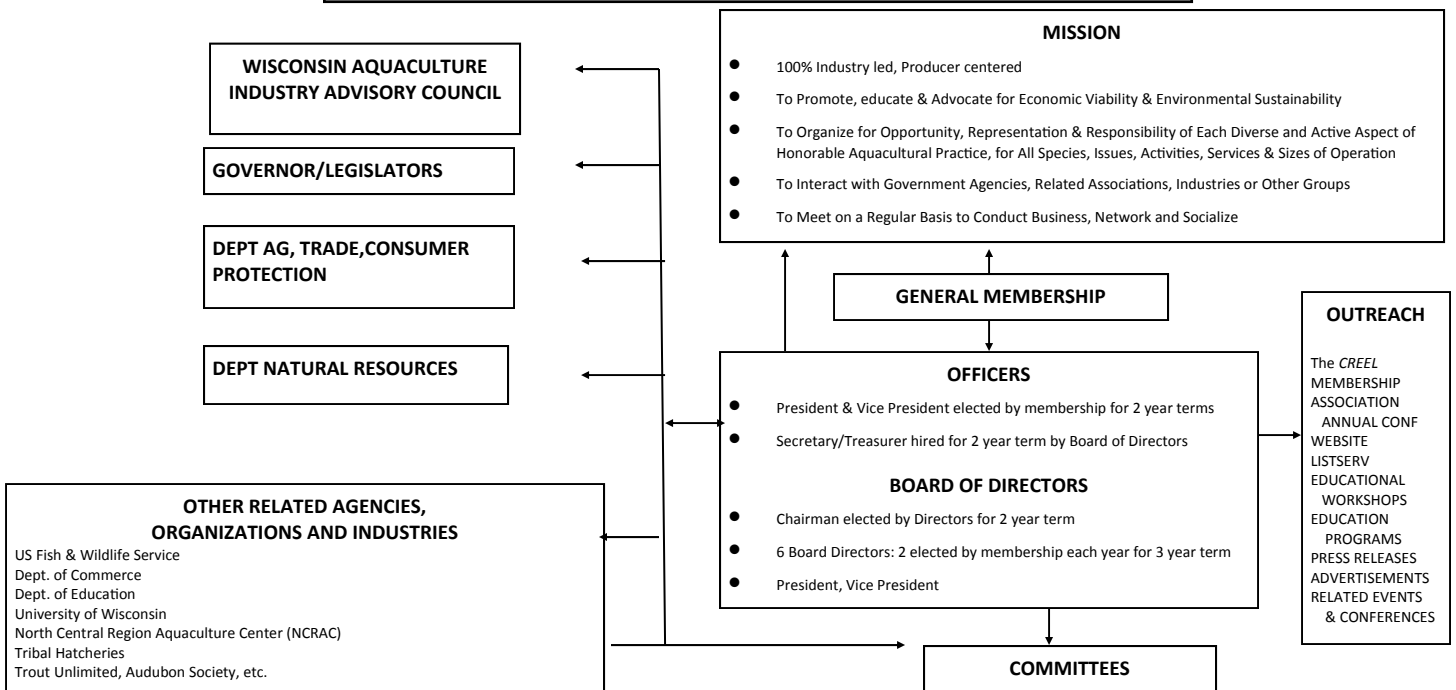 MISSION
● 100% Industry led, Producer centered
● To Promote, educate & Advocate for Economic Viability & Environmental Sustainability
● To Organize for Opportunity, Representation & Responsibility of Each Diverse and Active Aspect of
Honorable Aquacultural Practice, for All Species, Issues, Activities, Services & Sizes of Operation
● To Interact with Government Agencies, Related Associations, Industries or Other Groups
● To Meet on a Regular Basis to Conduct Business, Network and Socialize
WISCONSIN AQUACULTURE
INDUSTRY ADVISORY COUNCIL
GOVERNOR/LEGISLATORS
DEPT AG, TRADE,CONSUMER
PROTECTION
DEPT NATURAL RESOURCES
GENERAL MEMBERSHIP
OFFICERS
● President & Vice President elected by membership for 2 year terms
● Secretary/Treasurer hired for 2 year term by Board of Directors
BOARD OF DIRECTORS
● Chairman elected by Directors for 2 year term
● 6 Board Directors: 2 elected by membership each year for 3 year term
● President, Vice President
OUTREACH
The CREEL
MEMBERSHIP
ASSOCIATION
ANNUAL CONF
WEBSITE
LISTSERV
EDUCATIONAL
WORKSHOPS
EDUCATION
PROGRAMS
PRESS RELEASES
ADVERTISEMENTS
RELATED EVENTS
& CONFERENCES
OTHER RELATED AGENCIES,
ORGANIZATIONS AND INDUSTRIES
US Fish & Wildlife Service
Dept. of Commerce
Dept. of Education
University of Wisconsin
North Central Region Aquaculture Center (NCRAC)
Tribal Hatcheries
Trout Unlimited, Audubon Society, etc.
COMMITTEES